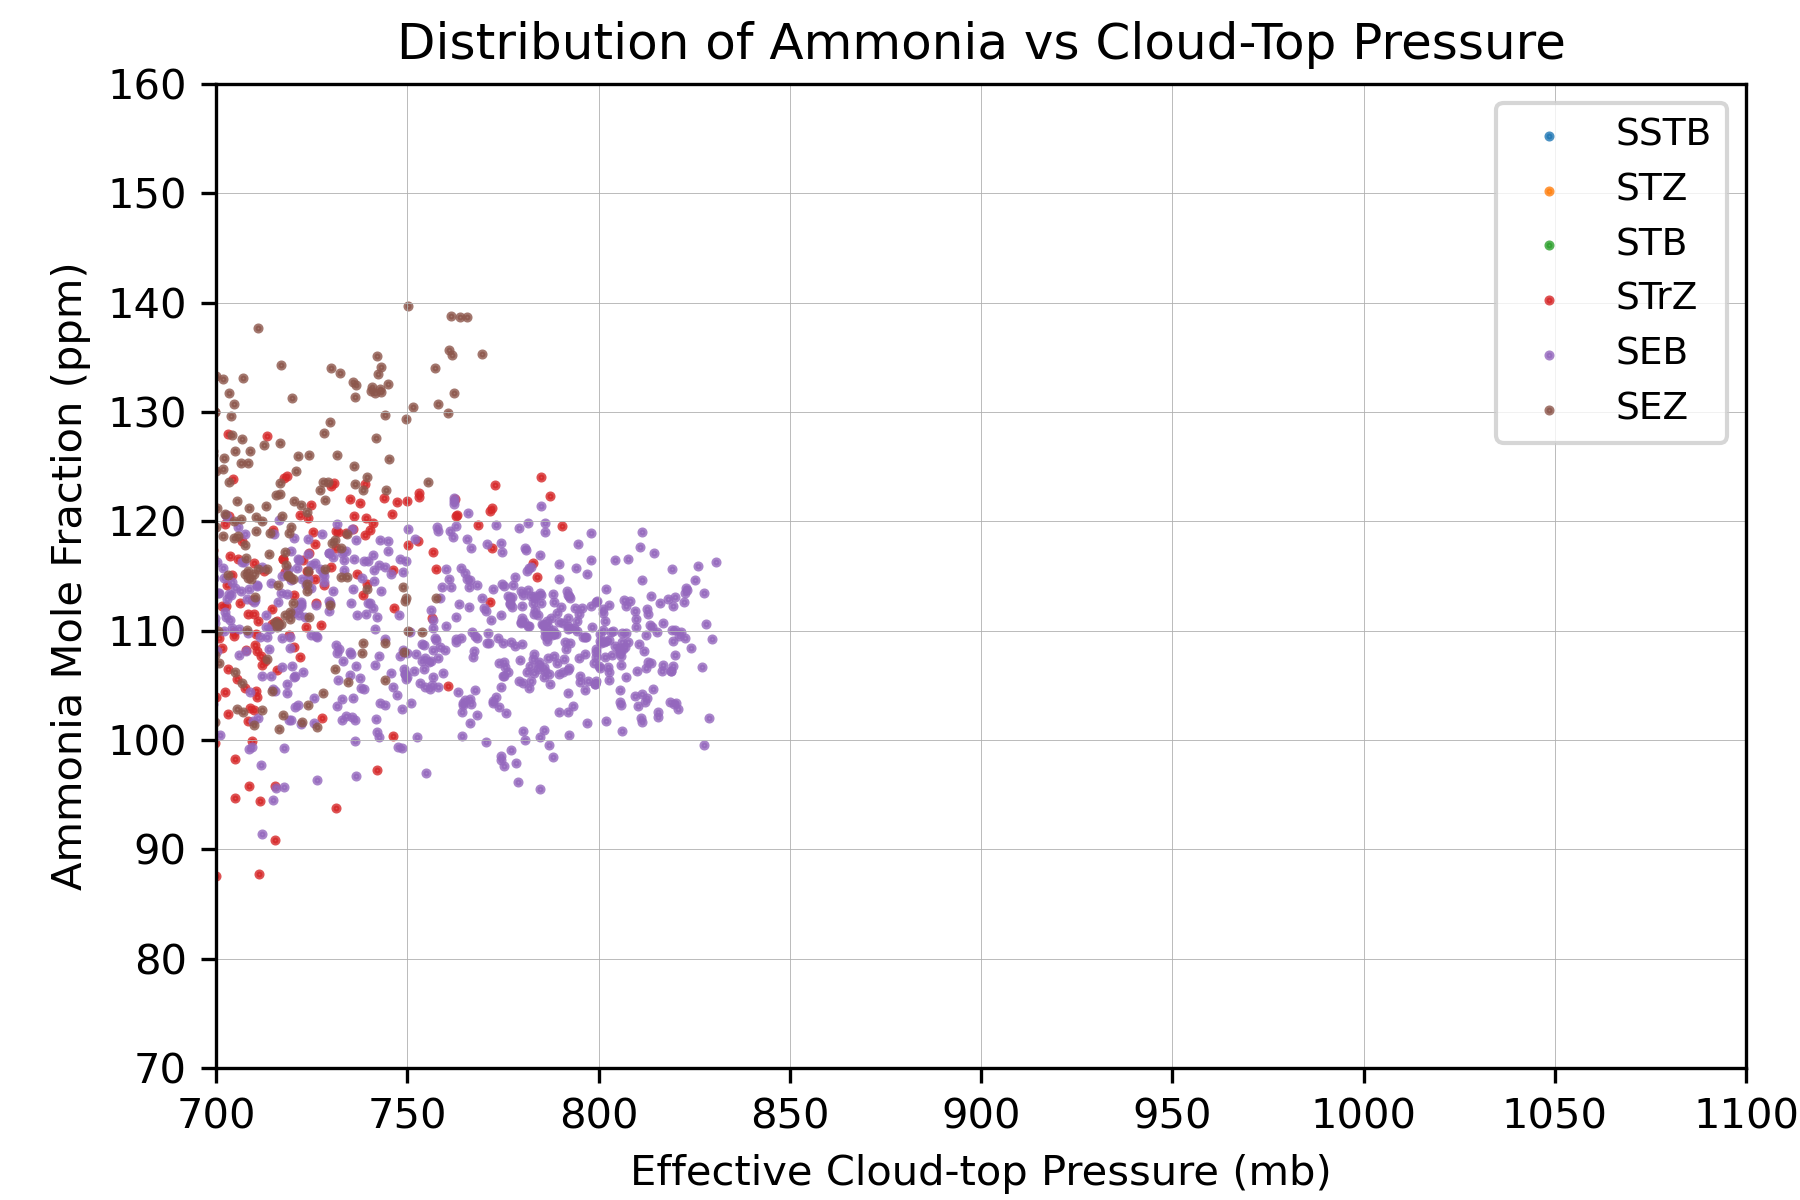 Distribution of Ammonia vs Cloud-Top Pressure
160
150
140
130
120
110
100
90
80
70
Ammonia Mole Fraction (ppm)
SSTB
STZ
STB
STrZ
SEB
SEZ
700 750 800 850 900 950 1000 1050 1100
Effective Cloud-top Pressure (mb)